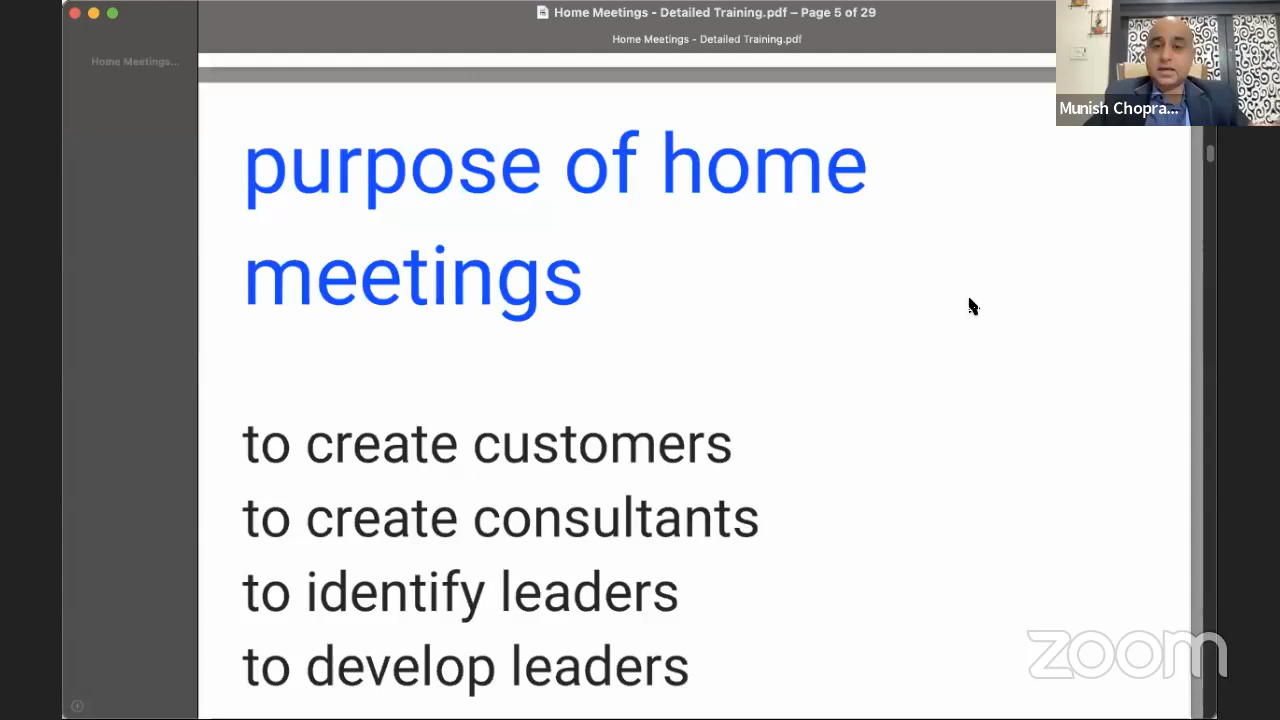 Home Meetings - Detailed Training.pdf – Page 5 of 29
Home Meetings - Detailed Training.pdf
Home Meetings...
Munish Chopra...
purpose of home
meetings
to create customers
to create consultants
to identify leaders
to develop leaders
zoom